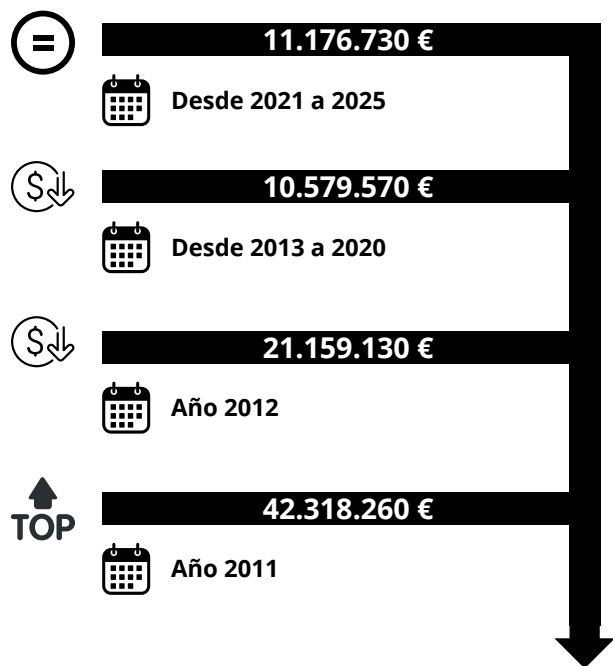 11.176.730 €
Desde 2021 a 2025
10.579.570 €
Desde 2013 a 2020
21.159.130 €
Año 2012
TOP
42.318.260 €
Año 2011